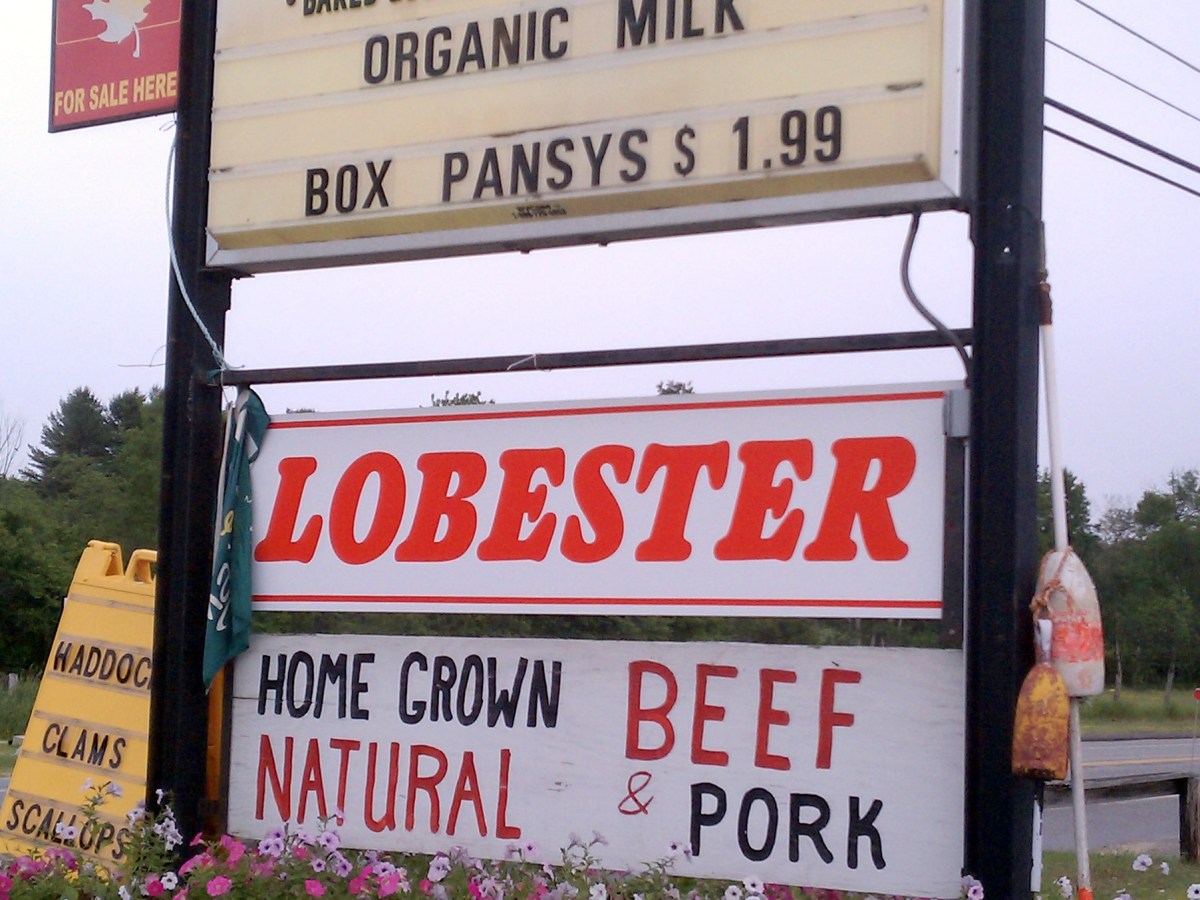 FOR SALE HERE
ORGANIC MILK
BOX PANSYS $ 1.99
LOBESTER
HOME GROWN BEEF
NATURAL & PORK
HADDOC
CLAMS
SCALLOPS